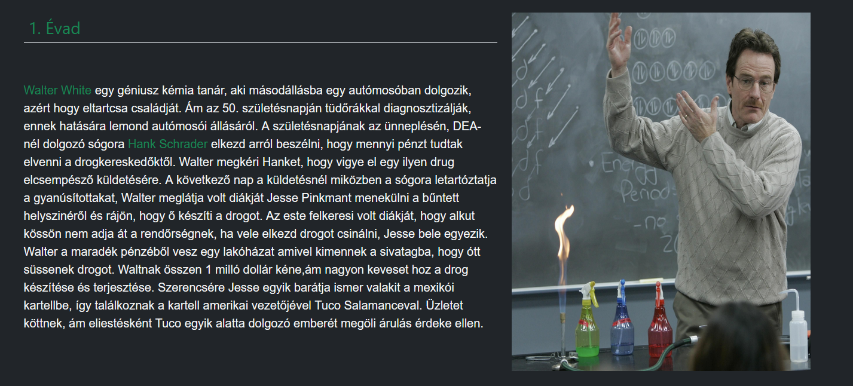 1. Évad
Walter White egy géniusz kémia tanár, aki másodállásba egy autómosóban dolgozik,
azért hogy eltartcsa családját. Ám az 50. születésnapján tüdőrákkal diagnosztizálják,
ennek hatására lemond autómosói állásáról. A születésnapjának az ünneplésén, DEA-
nél dolgozó sógora Hank Schrader elkezd arról beszélni, hogy mennyi pénzt tudtak
elvenni a drogkereskedőktől. Walter megkéri Hanket, hogy vigye el egy ilyen drug
elcsempésző küldetésére. A következő nap a küldetésnél miközben a sógora letartóztatja
a gyanúsítottakat, Walter meglátja volt diákját Jesse Pinkmant menekülni a bűntett
helyszinéről és rájön, hogy ő készíti a drogot. Az este felkeresi volt diákját, hogy alkut
kössön nem adja át a rendőrségnek, ha vele elkezd drogot csinálni, Jesse bele egyezik.
Walter a maradék pénzéből vesz egy lakóházat amivel kimennek a sivatagba, hogy ótt
süssenek drogot. Waltnak összen 1 milló dollár kéne,ám nagyon keveset hoz a drog
készítése és terjesztése. Szerencsére Jesse egyik barátja ismer valakit a mexikói
kartellbe, így találkoznak a kartell amerikai vezetőjével Tuco Salamanceval. Üzletet
köttnek, ám eliestésként Tuco egyik alatta dolgozó emberét megöli árulás érdeke ellen.
Energy
Period
-no